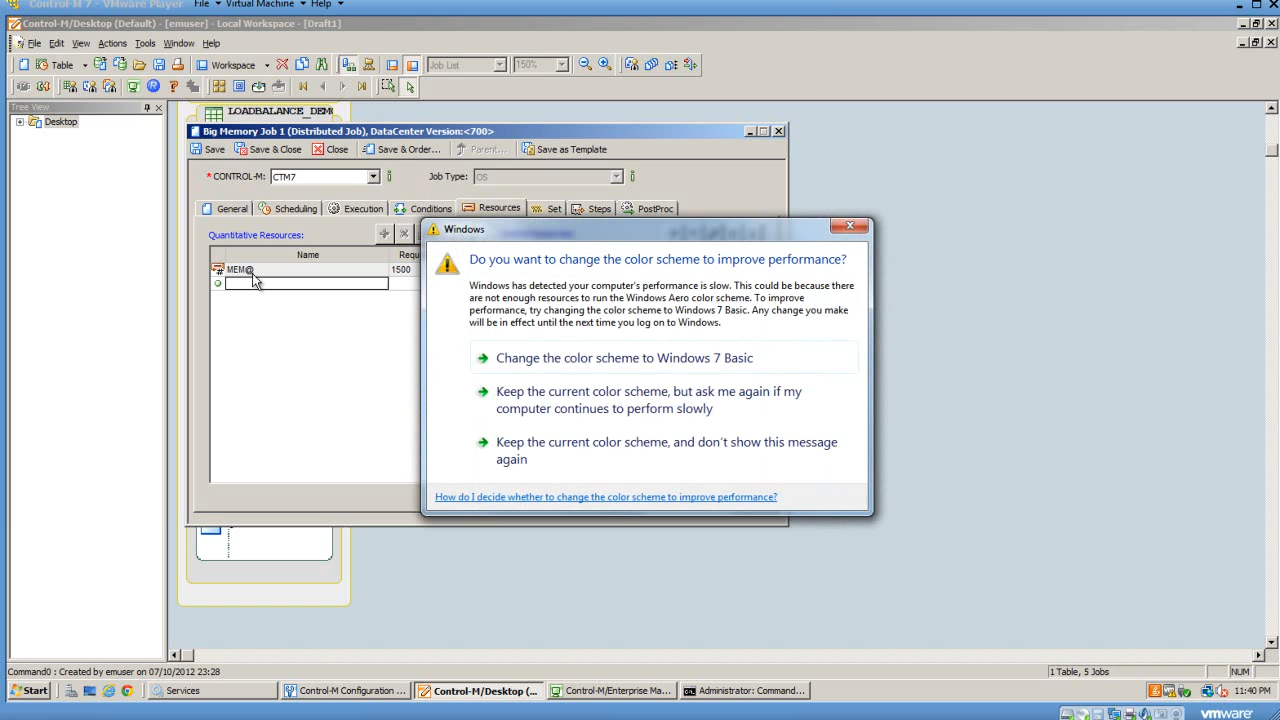 Control-M 7 - VMware Player File Virtual Machine Help
Control-M/Desktop (Default) - [emuser] - Local Workspace - [Draft1]
File Edit View Actions Tools Window Help
Table Workspace Job List 150%
Tree View
Desktop
LOADBALANCE_DEM
Big Memory Job 1 (Distributed Job), DataCenter Version:<700>
Save Save & Close Close Save & Order... Parent... Save as Template
* CONTROL-M: CTM7 Job Type: OS
General Scheduling Execution Conditions Resources Set Steps PostProc
Quantitative Resources:
Name Requ
MEM@ 1500
Windows
Do you want to change the color scheme to improve performance?
Windows has detected your computer's performance is slow. This could be because
there are not enough resources to run the Windows Aero color scheme. To improve
performance, try changing the color scheme to Windows 7 Basic. Any change you make
will be in effect until the next time you log on to Windows.
Change the color scheme to Windows 7 Basic
Keep the current color scheme, but ask me again if my
computer continues to perform slowly
Keep the current color scheme, and don't show this message
again
How do I decide whether to change the color scheme to improve performance?
Command0 : Created by emuser on 07/10/2012 23:28
1 Table, 5 Jobs
NUM
Start Services Control-M Configuration ... Control-M/Desktop (... Control-M/Enterprise Ma... Administrator: Command... 11:40 PM
vmware